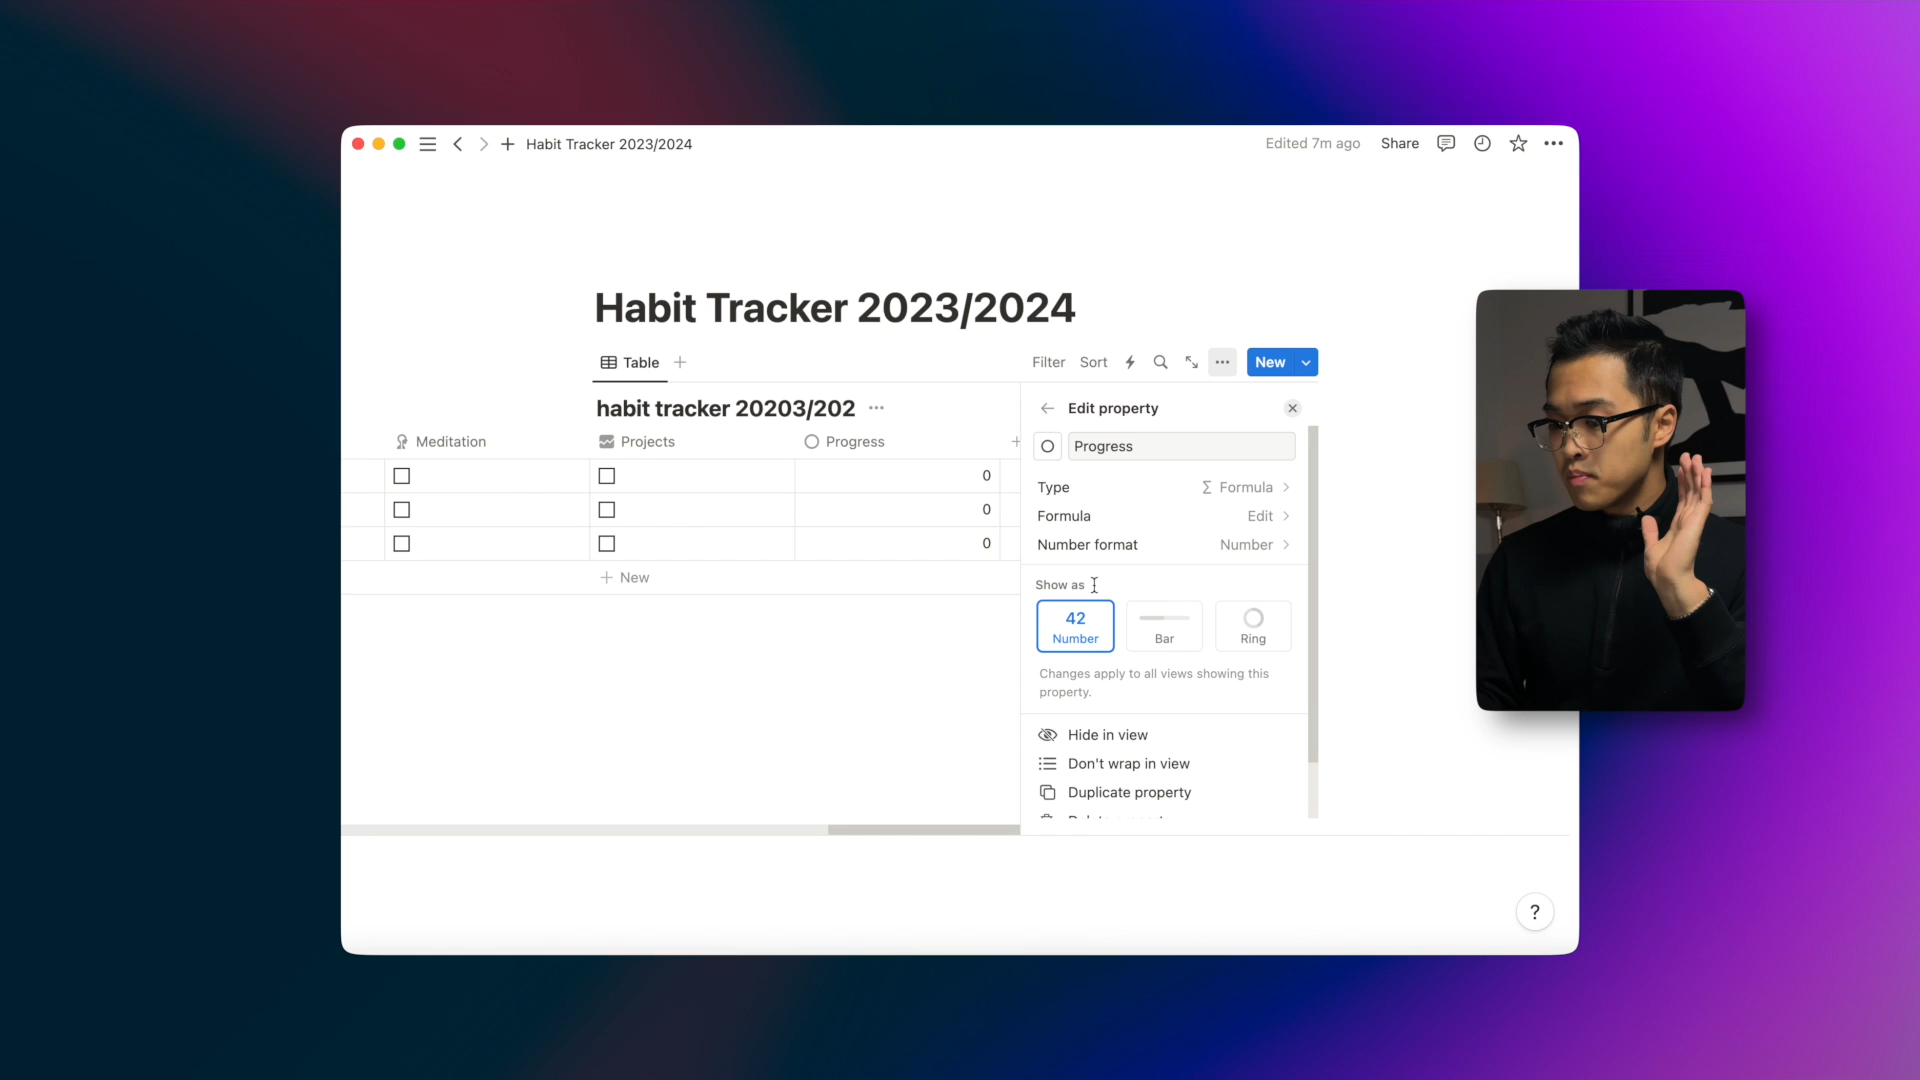 Habit Tracker 2023/2024
Edited 7m ago
Share
Habit Tracker 2023/2024
Table
Filter
Sort
New
habit tracker 20203/202
Edit property
Meditation
Projects
Progress
Progress
0
0
0
New
Type
Formula
Formula
Edit
Number format
Number
Show as
42
Number
Bar
Ring
Changes apply to all views showing this
property.
Hide in view
Don't wrap in view
Duplicate property
?